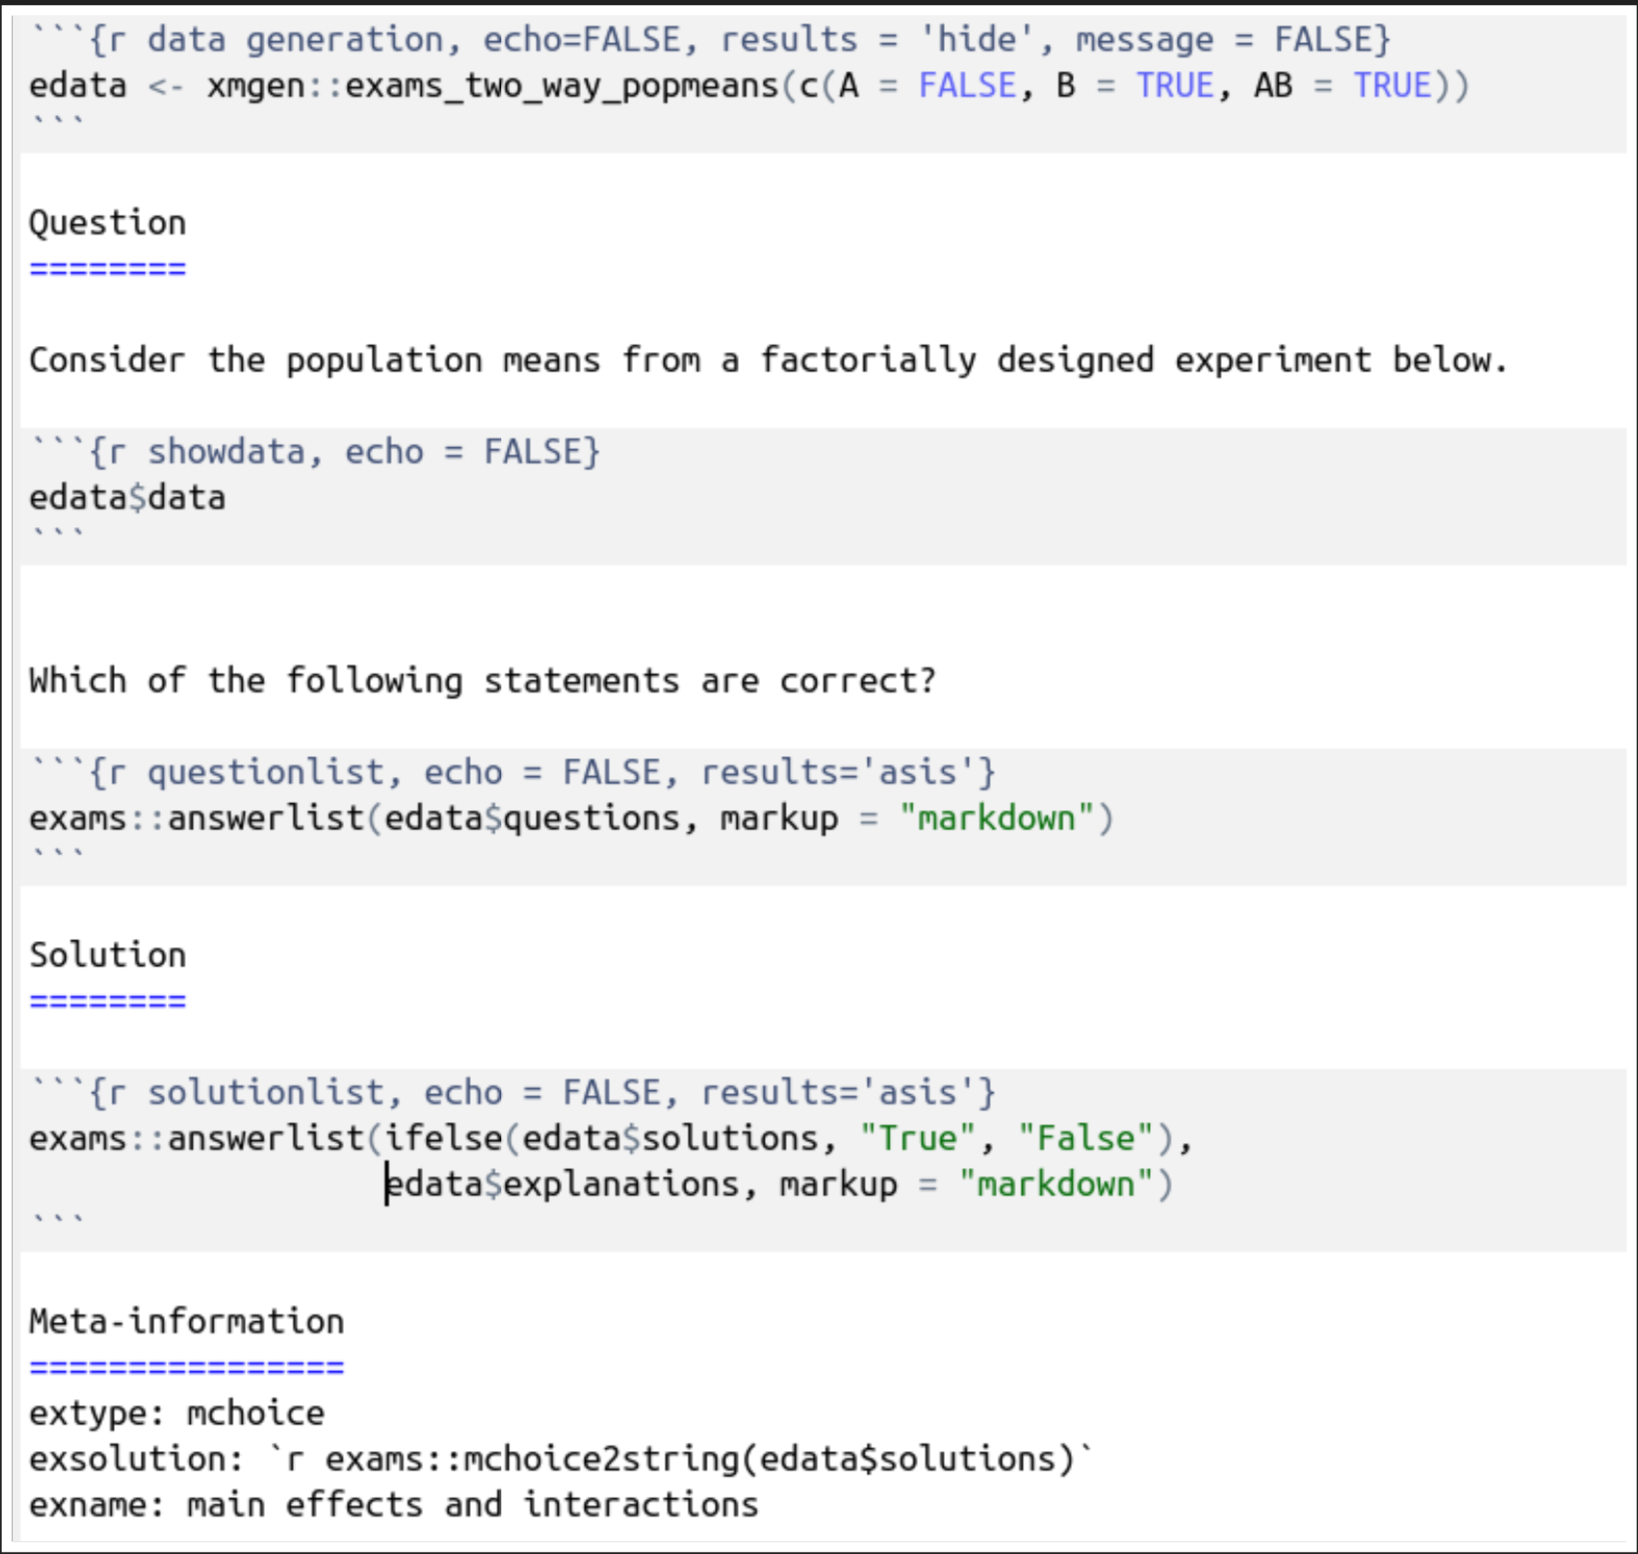 ```{r data generation, echo=FALSE, results = 'hide', message = FALSE}
edata <- xmgen::exams_two_way_popmeans(c(A = FALSE, B = TRUE, AB = TRUE))
```
Question
========
Consider the population means from a factorially designed experiment below.
```{r showdata, echo = FALSE}
edata$data
```
Which of the following statements are correct?
```{r questionlist, echo = FALSE, results='asis'}
exams::answerlist(edata$questions, markup = "markdown")
```
Solution
========
```{r solutionlist, echo = FALSE, results='asis'}
exams::answerlist(ifelse(edata$solutions, "True", "False"),
                  edata$explanations, markup = "markdown")
```
Meta-information
================
extype: mchoice
exsolution: `r exams::mchoice2string(edata$solutions)`
exname: main effects and interactions